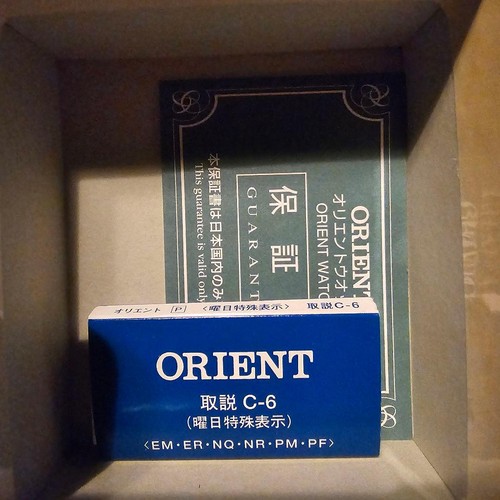 ORIENT
オリエントウオ
ORIENT WATC
保証
GUARANT
本保証書は日本国内のみ
This guarantee is valid only
オリエント P 〈曜日特殊表示〉 取説C-6
ORIENT
取説 C-6
(曜日特殊表示)
〈EM・ER・NQ・NR・PM・PF〉